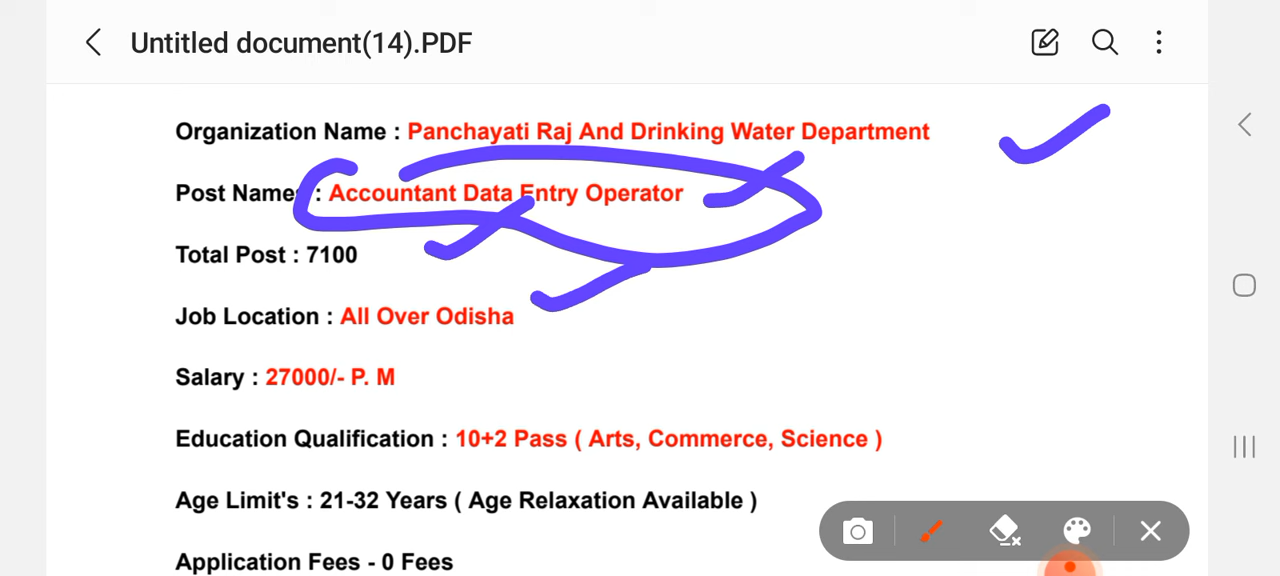 Untitled document(14).PDF
Organization Name : Panchayati Raj And Drinking Water Department
Post Name : Accountant Data Entry Operator
Total Post : 7100
Job Location : All Over Odisha
Salary : 27000/- P. M
Education Qualification : 10+2 Pass ( Arts, Commerce, Science )
Age Limit's : 21-32 Years ( Age Relaxation Available )
Application Fees - 0 Fees